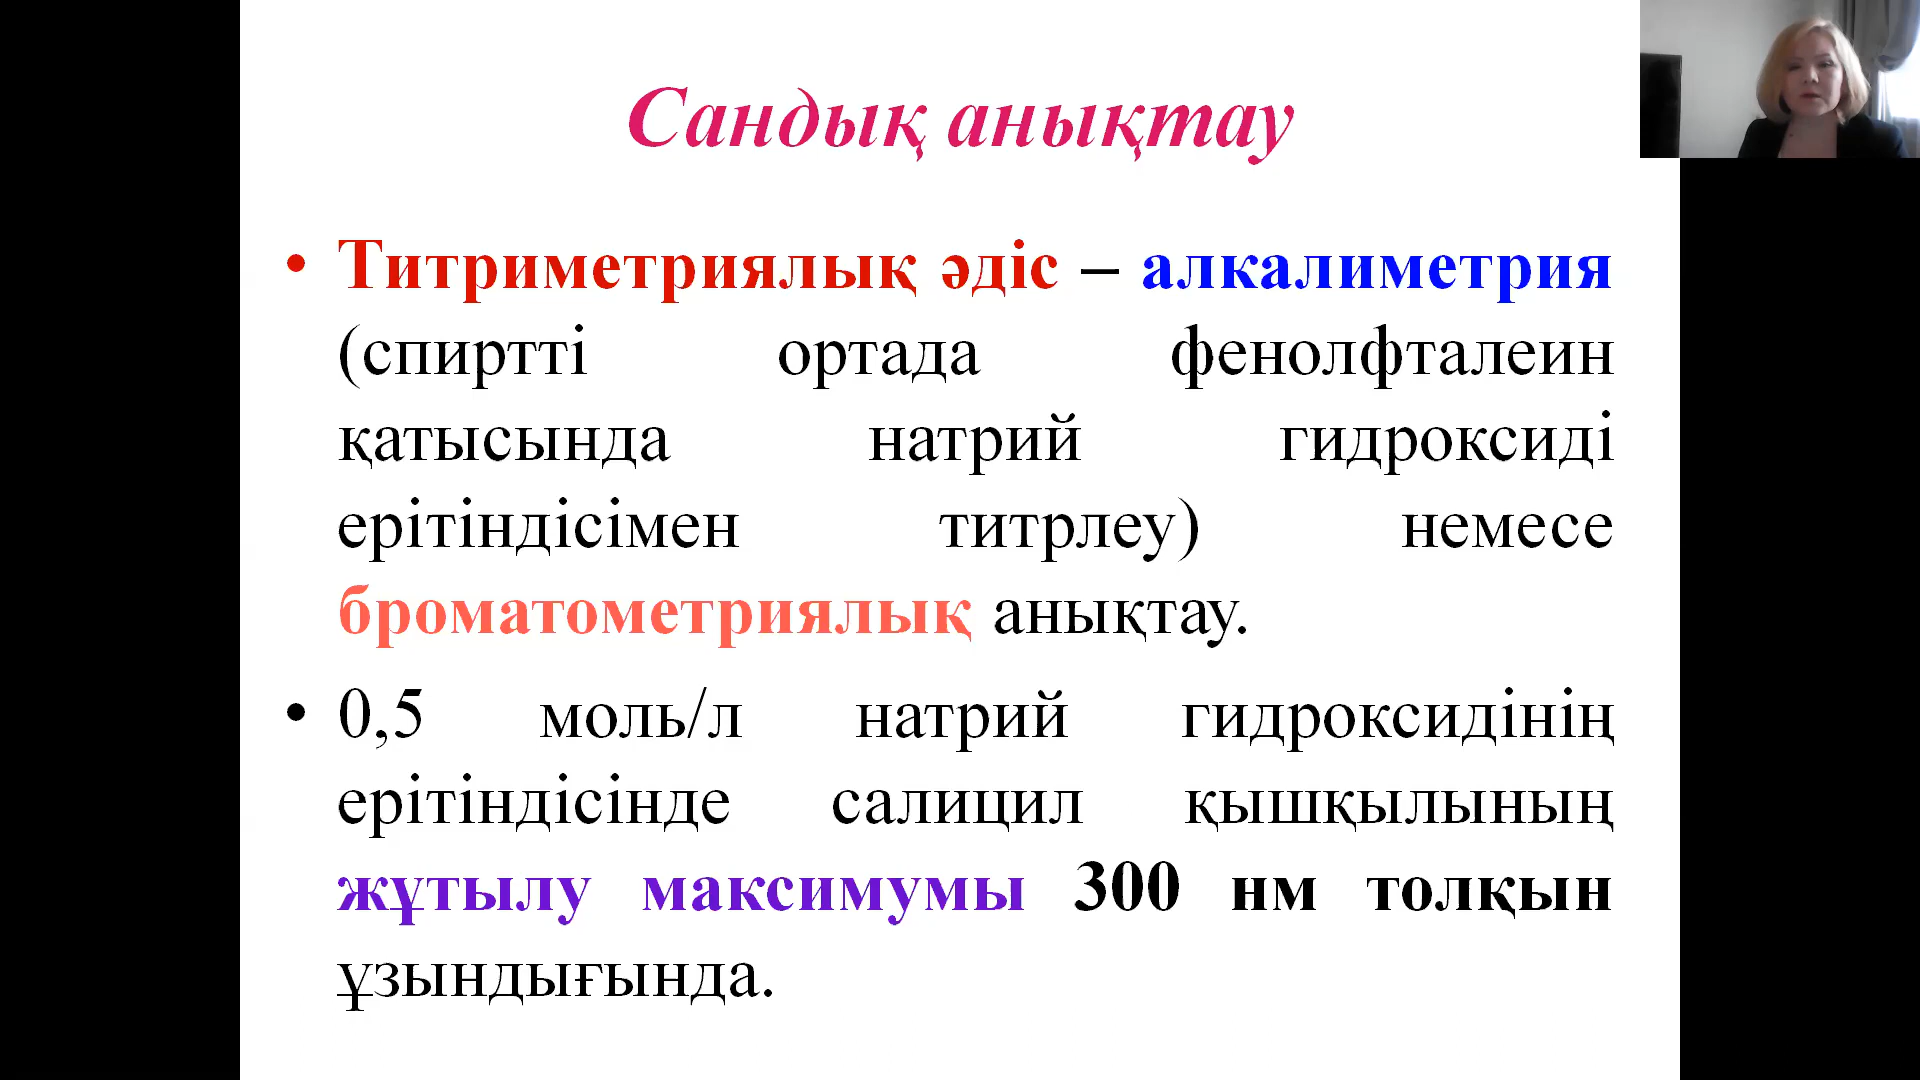 Сандық анықтау
• Титриметриялық әдіс – алкалиметрия
(спиртті ортада фенолфталеин
қатысында натрий гидроксиді
ерітіндісімен титрлеу) немесе
броматометриялық анықтау.
• 0,5 моль/л натрий гидроксидінің
ерітіндісінде салицил қышқылының
жұтылу максимумы 300 нм толқын
ұзындығында.